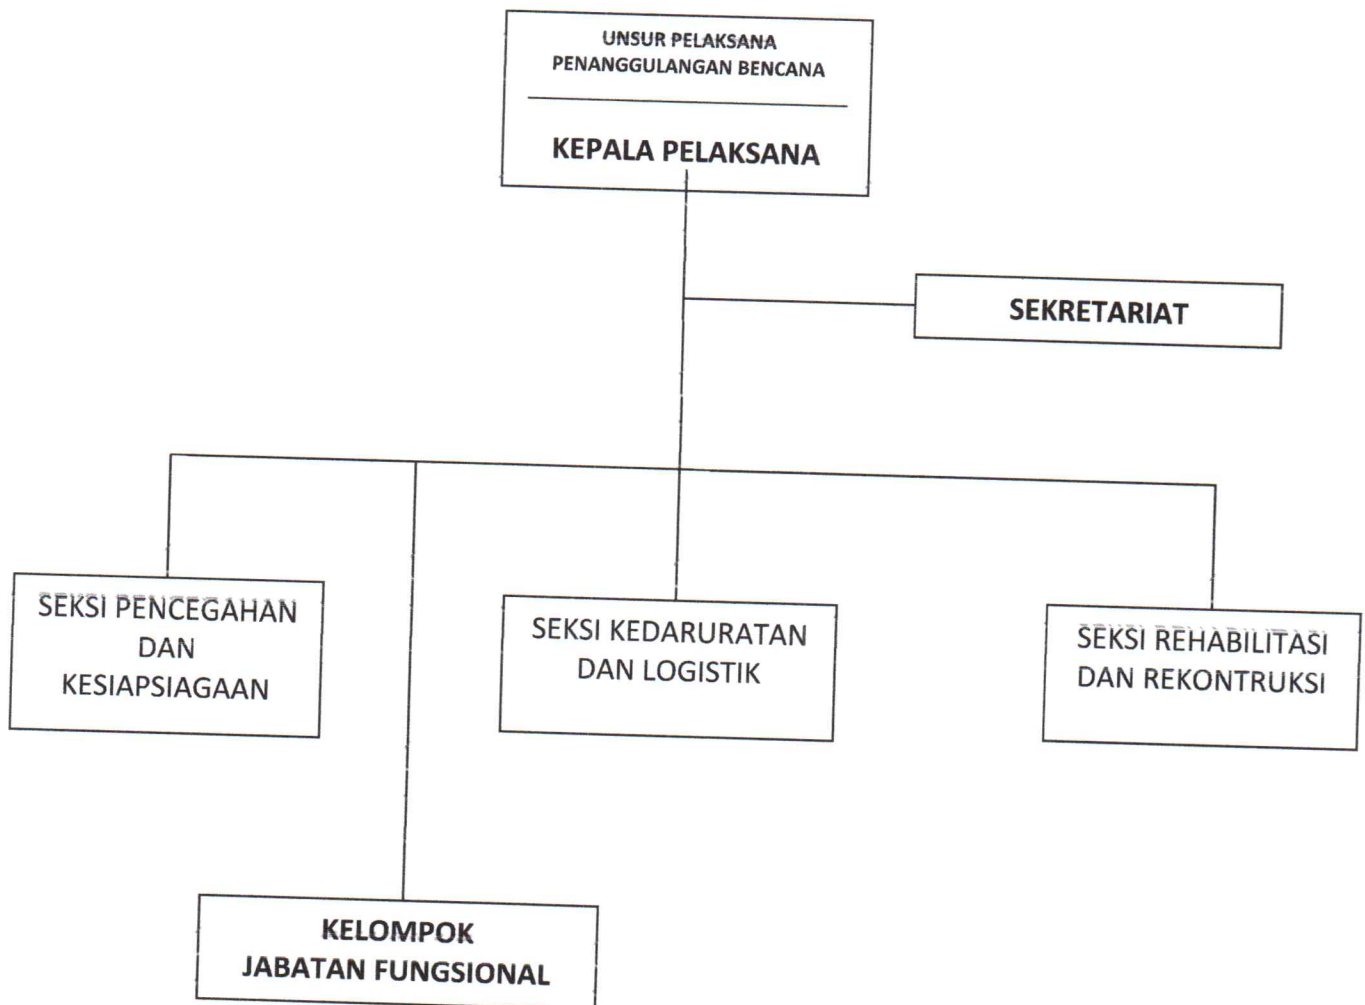 UNSUR PELAKSANA
PENANGGULANGAN BENCANA
KEPALA PELAKSANA
SEKRETARIAT
SEKSI PENCEGAHAN
DAN
KESIAPSIAGAAN
SEKSI KEDARURATAN
DAN LOGISTIK
SEKSI REHABILITASI
DAN REKONTRUKSI
KELOMPOK
JABATAN FUNGSIONAL